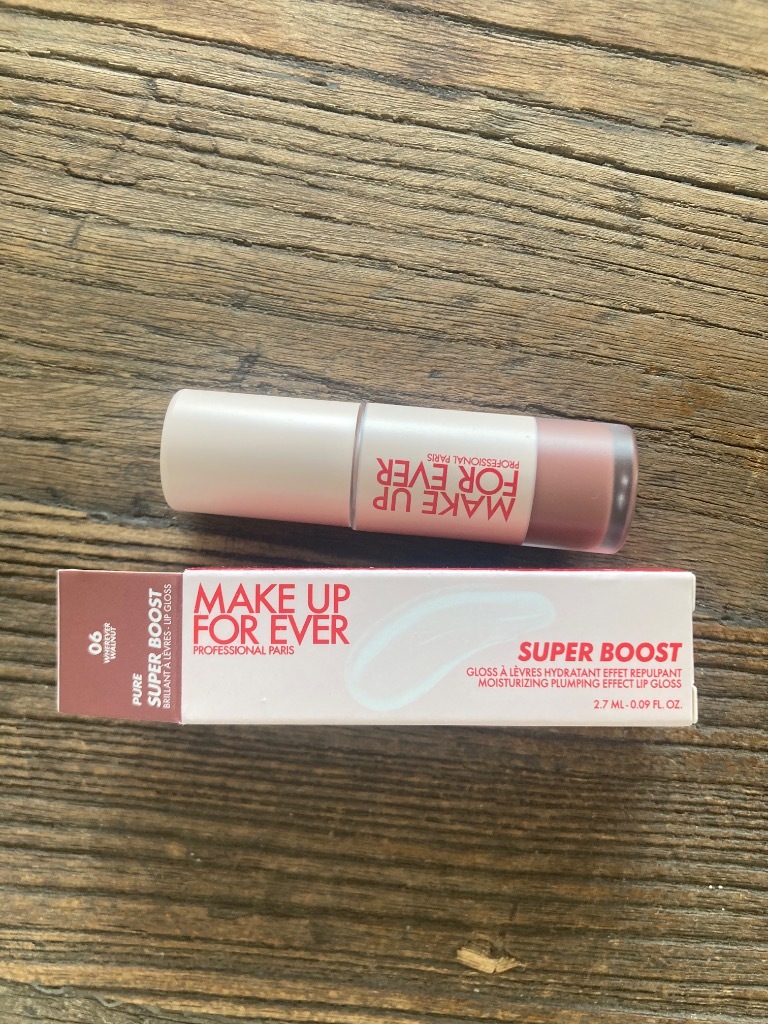 MAKE UP
FOR EVER
PROFESSIONAL PARIS
06
WHEREVER
WALNUT
PURE
SUPER BOOST
BRILLANT À LÈVRES - LIP GLOSS
MAKE UP
FOR EVER
PROFESSIONAL PARIS
SUPER BOOST
GLOSS À LÈVRES HYDRATANT EFFET REPULPANT
MOISTURIZING PLUMPING EFFECT LIP GLOSS
2.7 ML - 0.09 FL. OZ.